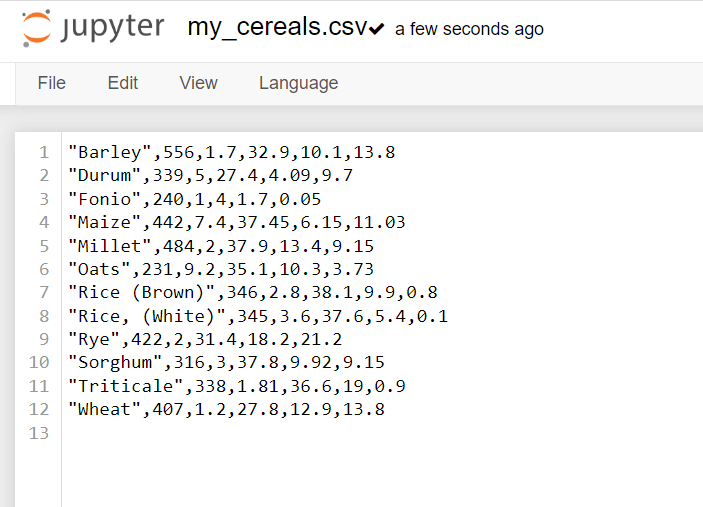 jupyter my_cereals.csv✔ a few seconds ago
File Edit View Language
1 "Barley",556,1.7,32.9,10.1,13.8
2 "Durum",339,5,27.4,4.09,9.7
3 "Fonio",240,1,4,1.7,0.05
4 "Maize",442,7.4,37.45,6.15,11.03
5 "Millet",484,2,37.9,13.4,9.15
6 "Oats",231,9.2,35.1,10.3,3.73
7 "Rice (Brown)",346,2.8,38.1,9.9,0.8
8 "Rice, (White)",345,3.6,37.6,5.4,0.1
9 "Rye",422,2,31.4,18.2,21.2
10 "Sorghum",316,3,37.8,9.92,9.15
11 "Triticale",338,1.81,36.6,19,0.9
12 "Wheat",407,1.2,27.8,12.9,13.8
13